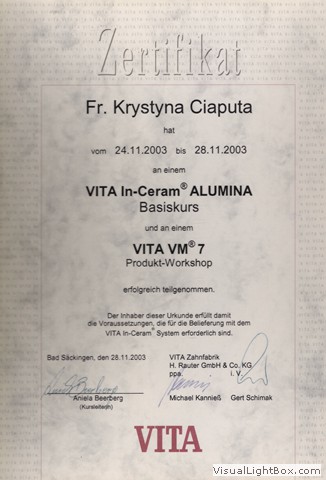 Zertifikat
Fr. Krystyna Ciaputa
hat
vom 24.11.2003 bis 28.11.2003
an einem
VITA In-Ceram® ALUMINA
Basiskurs
und an einem
VITA VM® 7
Produkt-Workshop
erfolgreich teilgenommen.
Der Inhaber dieser Urkunde erfüllt damit
die Voraussetzungen, die für die Belieferung mit dem
VITA In-Ceram® System erforderlich sind.
Bad Säckingen, den 28.11.2003
VITA Zahnfabrik
H. Rauter GmbH & Co. KG
ppa. i. V.
Aniela Beerberg
(Kursleitech)
Michael Kannieß Gert Schimak
VITA
VisualLightBox.com